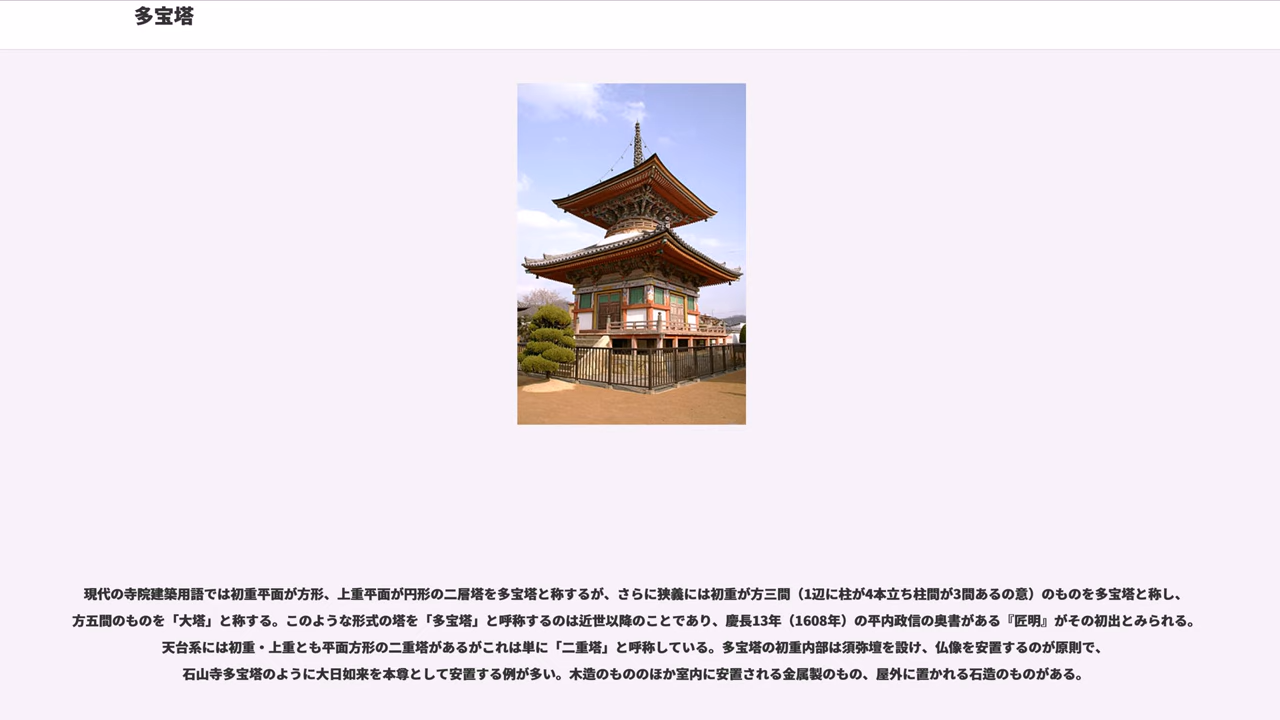 多宝塔
現代の寺院建築用語では初重平面が方形、上重平面が円形の二層塔を多宝塔と称するが、さらに狭義には初重が方三間（1辺に柱が4本立ち柱間が3間あるの意）のものを多宝塔と称し、
方五間のものを「大塔」と称する。このような形式の塔を「多宝塔」と呼称するのは近世以降のことであり、慶長13年（1608年）の平内政信の奥書がある『匠明』がその初出とみられる。
天台系には初重・上重とも平面方形の二重塔があるがこれは単に「二重塔」と呼称している。多宝塔の初重内部は須弥壇を設け、仏像を安置するのが原則で、
石山寺多宝塔のように大日如来を本尊として安置する例が多い。木造のもののほか室内に安置される金属製のもの、屋外に置かれる石造のものがある。